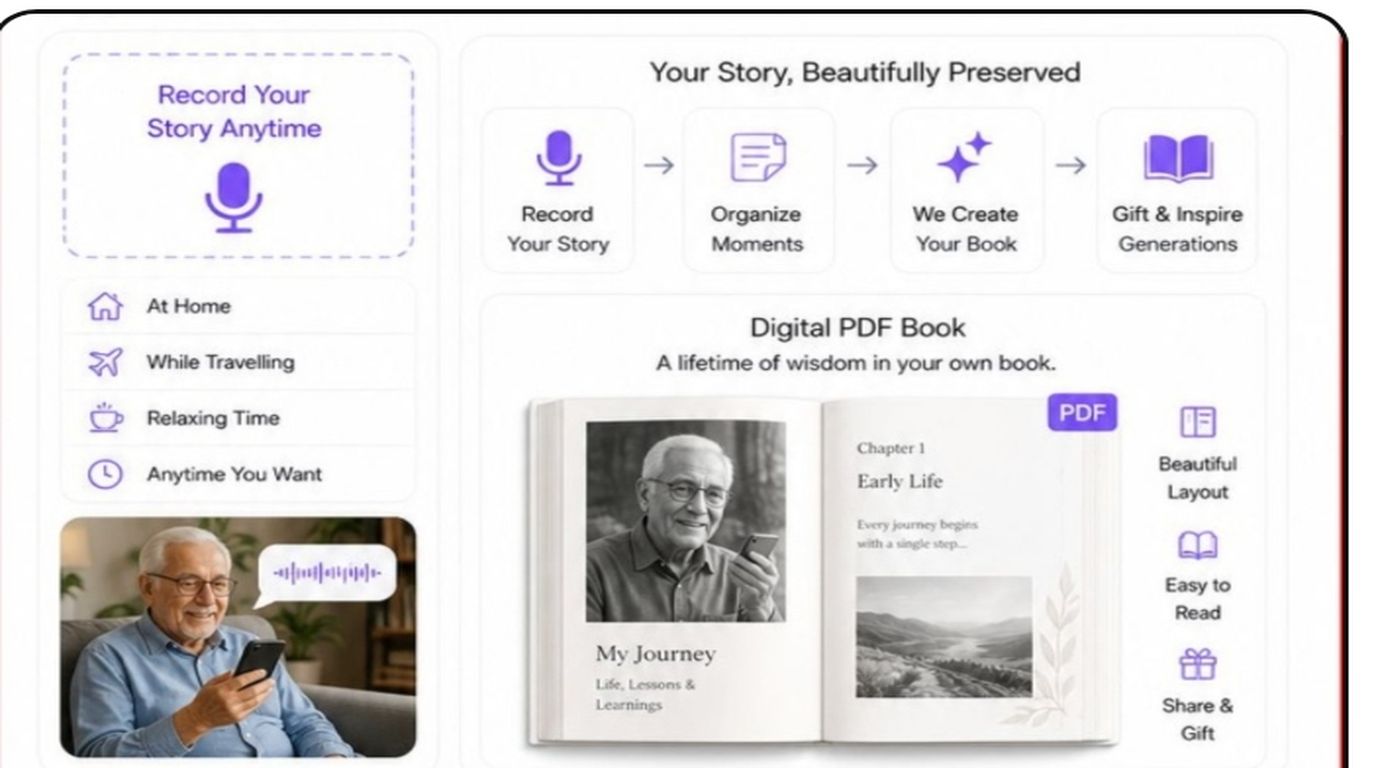 Record Your
Story Anytime
At Home
While Travelling
Relaxing Time
Anytime You Want
Your Story, Beautifully Preserved
Record
Your Story
Organize
Moments
We Create
Your Book
Gift & Inspire
Generations
Digital PDF Book
A lifetime of wisdom in your own book.
My Journey
Life, Lessons &
Learnings
PDF
Chapter 1
Early Life
Every journey begins
with a single step...
Beautiful
Layout
Easy to
Read
Share &
Gift